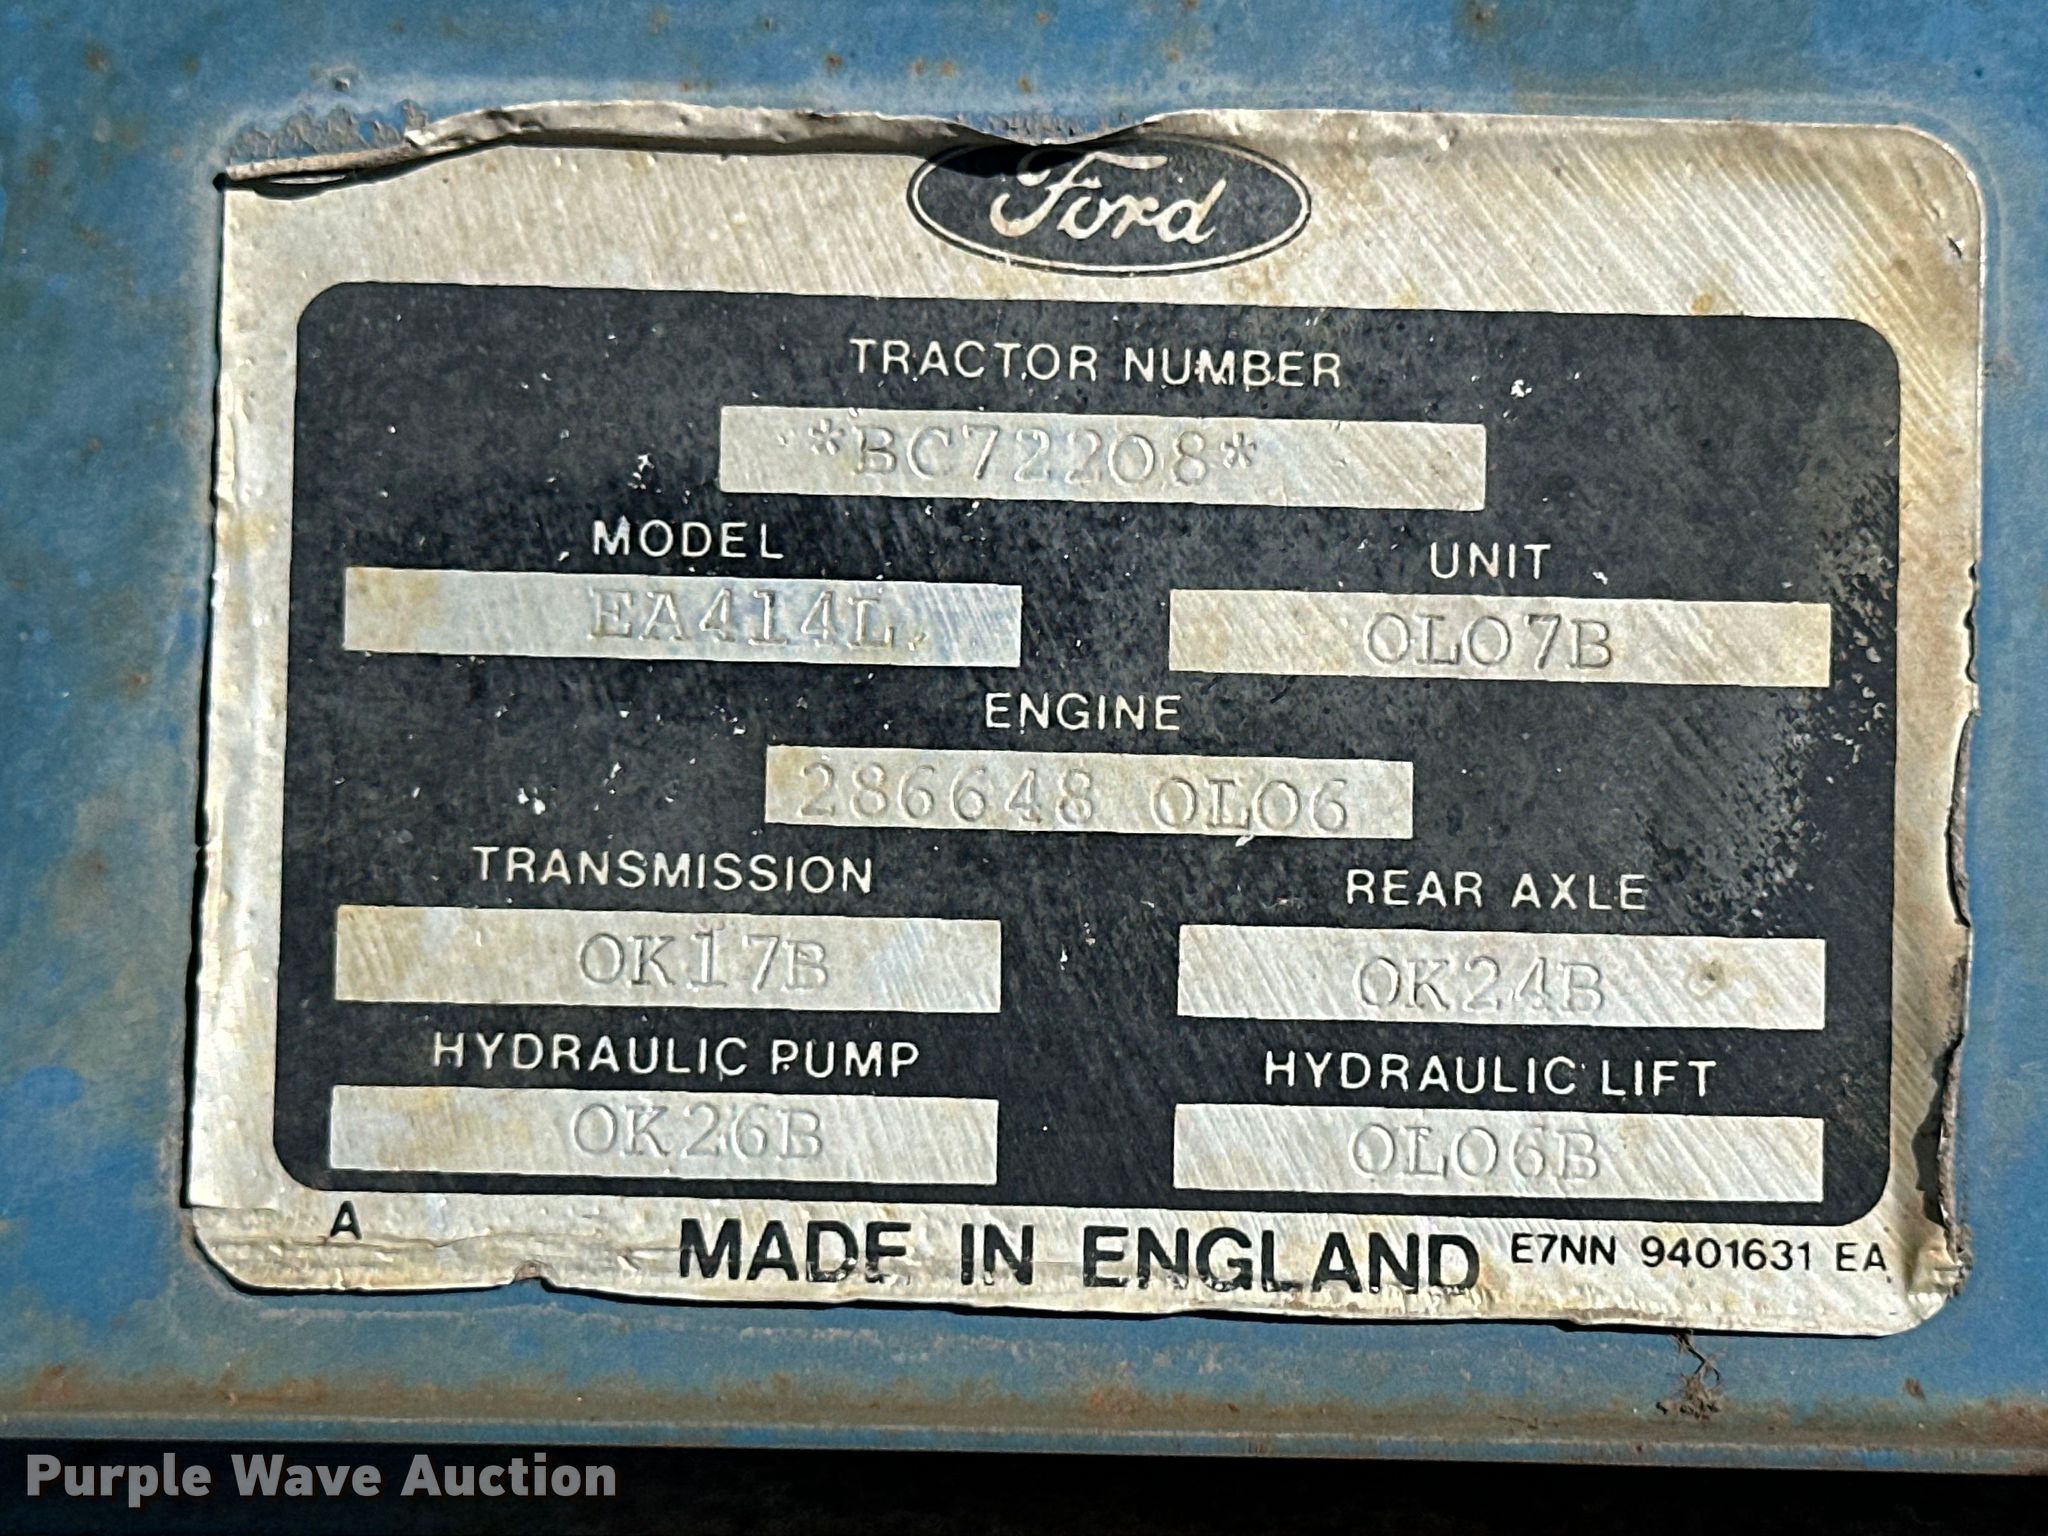 Ford
TRACTOR NUMBER
*BC72208*
MODEL UNIT
EA414L OL07B
ENGINE
286648 OL06
TRANSMISSION REAR AXLE
OK17B OK24B
HYDRAULIC PUMP HYDRAULIC LIFT
OK26B OL06B
A MADE IN ENGLAND E7NN 9401631 EA
Purple Wave Auction